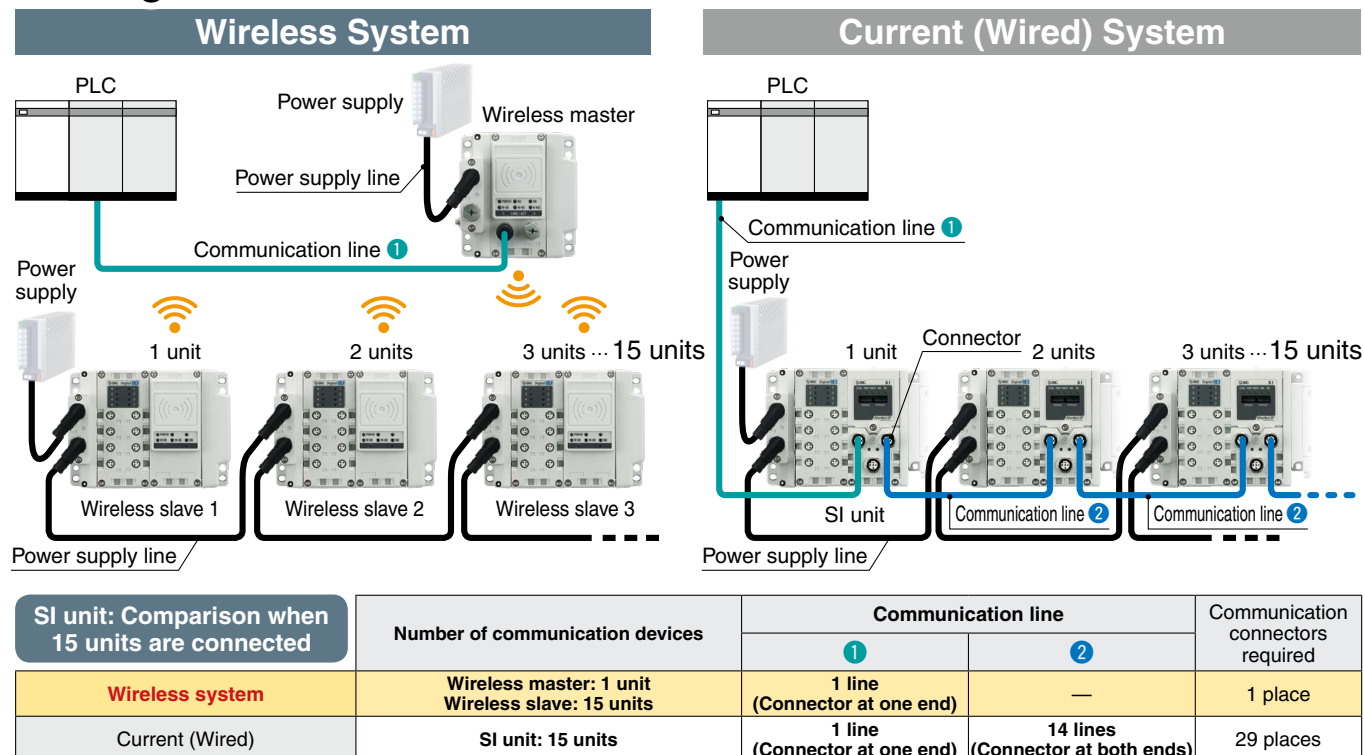 Wireless System
PLC
Power supply
Wireless master
Power supply line
Communication line 1
Power
supply
1 unit
2 units
3 units ··· 15 units
Wireless slave 1
Wireless slave 2
Wireless slave 3
Power supply line
Current (Wired) System
PLC
Communication line 1
Power
supply
Connector
1 unit
2 units
3 units ··· 15 units
SI unit
Communication line 2
Communication line 2
Power supply line
SI unit: Comparison when
15 units are connected
Number of communication devices
Communication line
1
2
Communication
connectors
required
Wireless system
Wireless master: 1 unit
Wireless slave: 15 units
1 line
(Connector at one end)
—
1 place
Current (Wired)
SI unit: 15 units
1 line
(Connector at one end)
14 lines
(Connector at both ends)
29 places